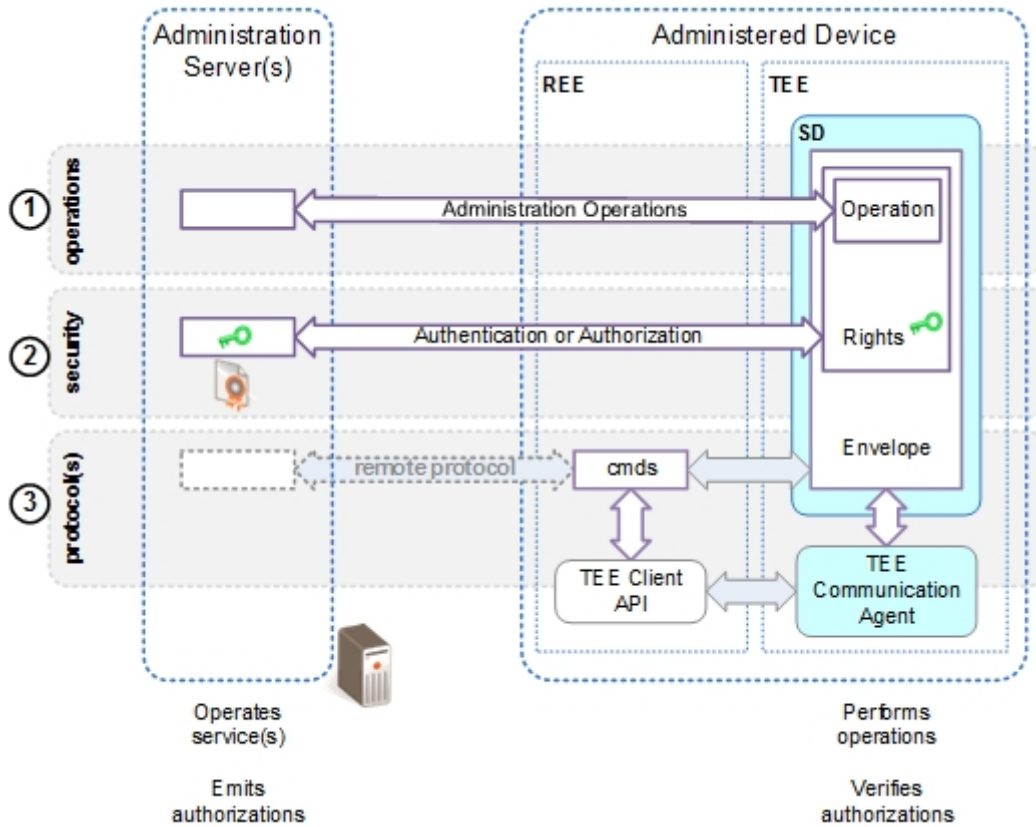 Administration
Server(s)
Administered Device
REE
TEE
SD
1
operations
Administration Operations
Operation
2
security
Authentication or Authorization
Rights
3
protocol(s)
remote protocol
cmds
Envelope
TEE Client
API
TEE
Communication
Agent
Operates
service(s)
Performs
operations
Emits
authorizations
Verifies
authorizations